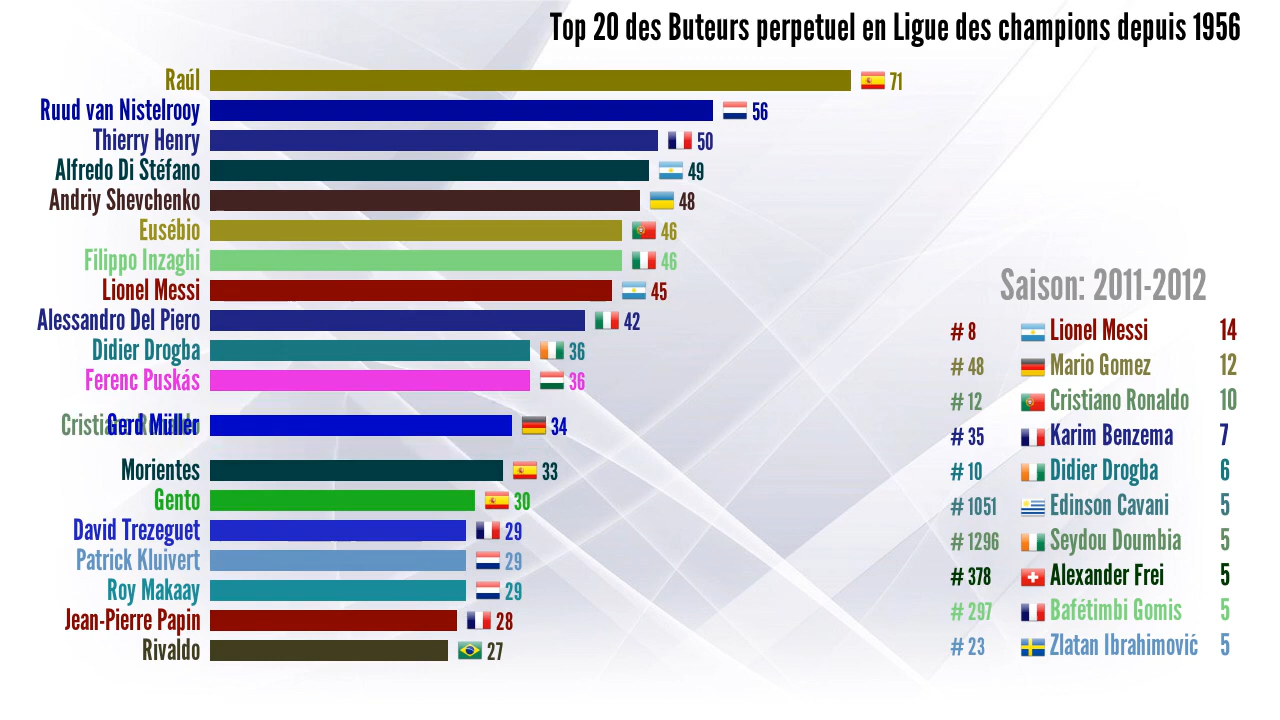 Top 20 des Buteurs perpetuel en Ligue des champions depuis 1956
Raúl 71
Ruud van Nistelrooy 56
Thierry Henry 50
Alfredo Di Stéfano 49
Andriy Shevchenko 48
Eusébio 46
Filippo Inzaghi 46
Lionel Messi 45
Alessandro Del Piero 42
Didier Drogba 36
Ferenc Puskás 36
Gerd Müller 34
Morientes 33
Gento 30
David Trezeguet 29
Patrick Kluivert 29
Roy Makaay 29
Jean-Pierre Papin 28
Rivaldo 27
Saison: 2011-2012
# 8 Lionel Messi 14
# 48 Mario Gomez 12
# 12 Cristiano Ronaldo 10
# 35 Karim Benzema 7
# 10 Didier Drogba 6
# 1051 Edinson Cavani 5
# 1296 Seydou Doumbia 5
# 378 Alexander Frei 5
# 297 Bafétimbi Gomis 5
# 23 Zlatan Ibrahimović 5